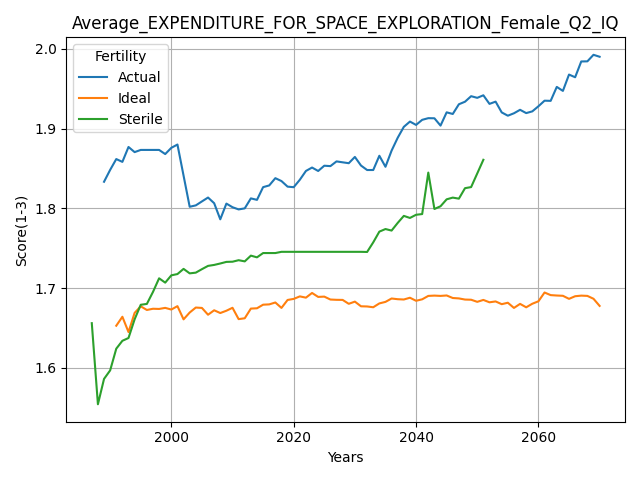 Average_EXPENDITURE_FOR_SPACE_EXPLORATION_Female_Q2_IQ
Fertility
Actual
Ideal
Sterile
Score(1-3)
2.0
1.9
1.8
1.7
1.6
2000 2020 2040 2060
Years